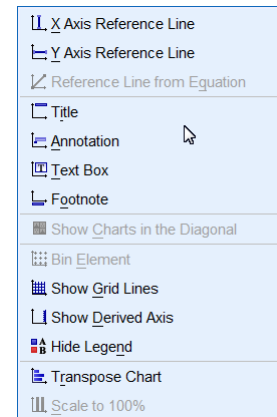 X Axis Reference Line
Y Axis Reference Line
Reference Line from Equation
Title
Annotation
Text Box
Footnote
Show Charts in the Diagonal
Bin Element
Show Grid Lines
Show Derived Axis
Hide Legend
Transpose Chart
Scale to 100%